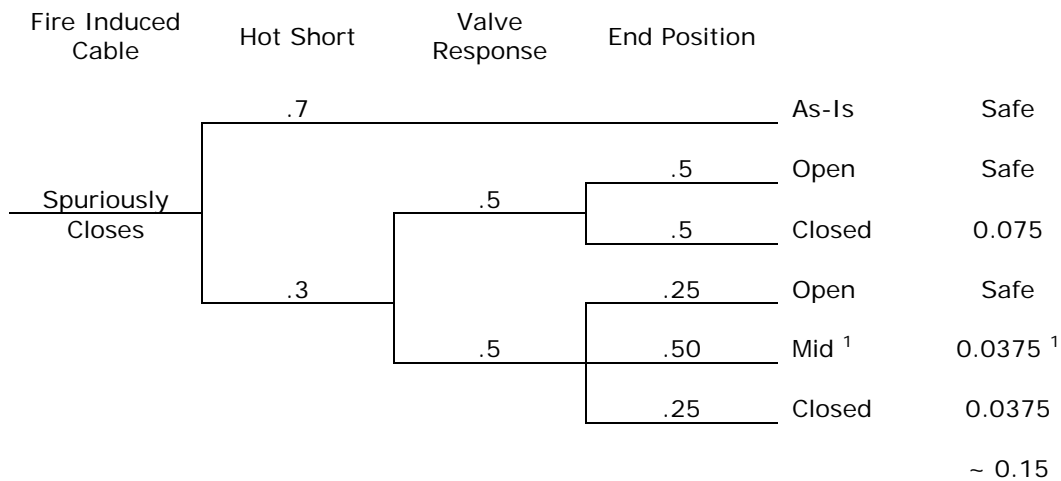 Fire Induced Cable Hot Short Valve Response End Position
.7 As-Is Safe
.5 Open Safe
Spuriously Closes .5
.5 Closed 0.075
.3 .25 Open Safe
.5 .50 Mid 1 0.0375 1
.25 Closed 0.0375
~ 0.15